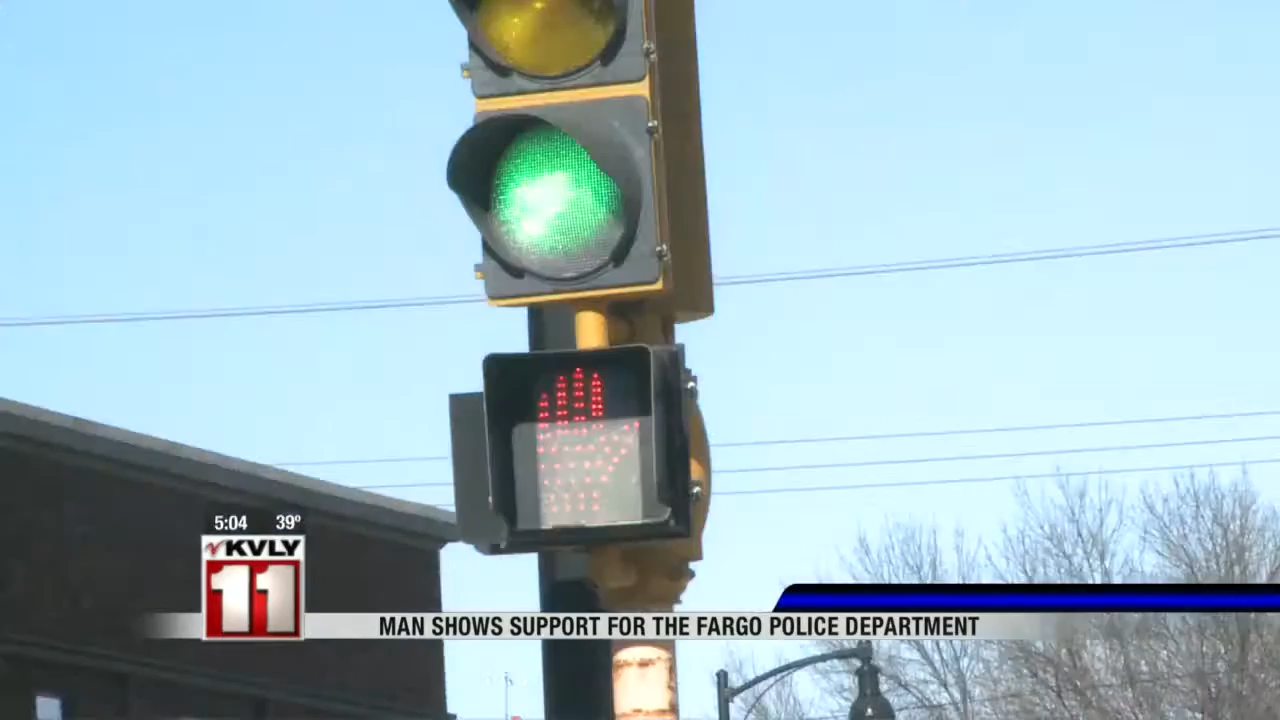 5:04 39°
KVLY
11
MAN SHOWS SUPPORT FOR THE FARGO POLICE DEPARTMENT